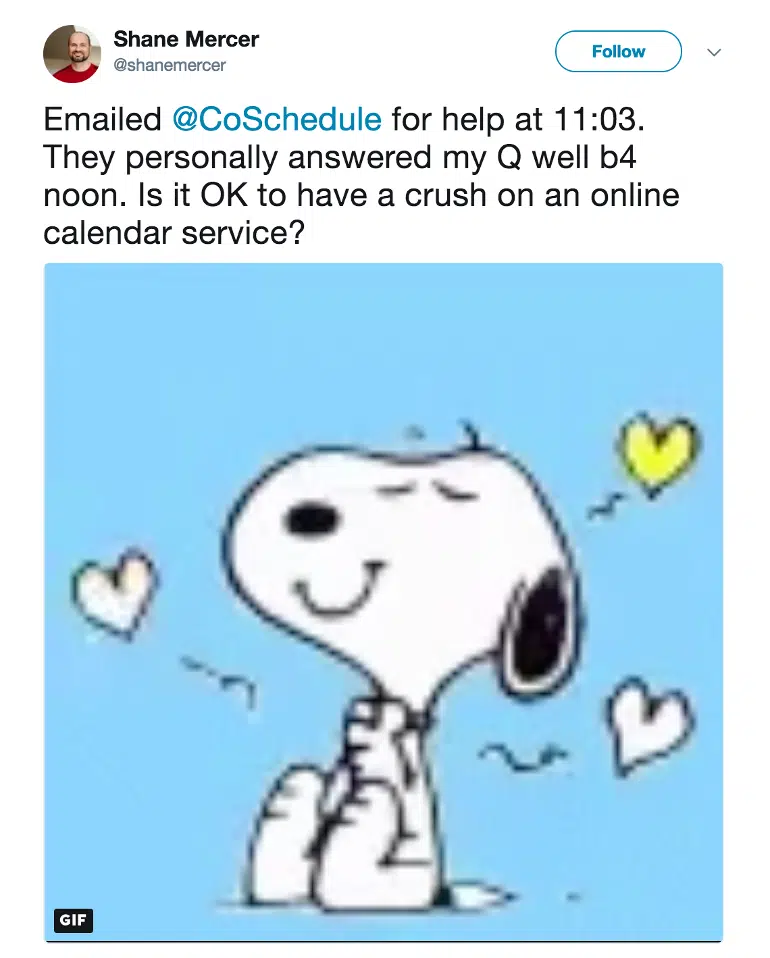 Shane Mercer
@shanemercer
Follow
Emailed @CoSchedule for help at 11:03.
They personally answered my Q well b4
noon. Is it OK to have a crush on an online
calendar service?
GIF